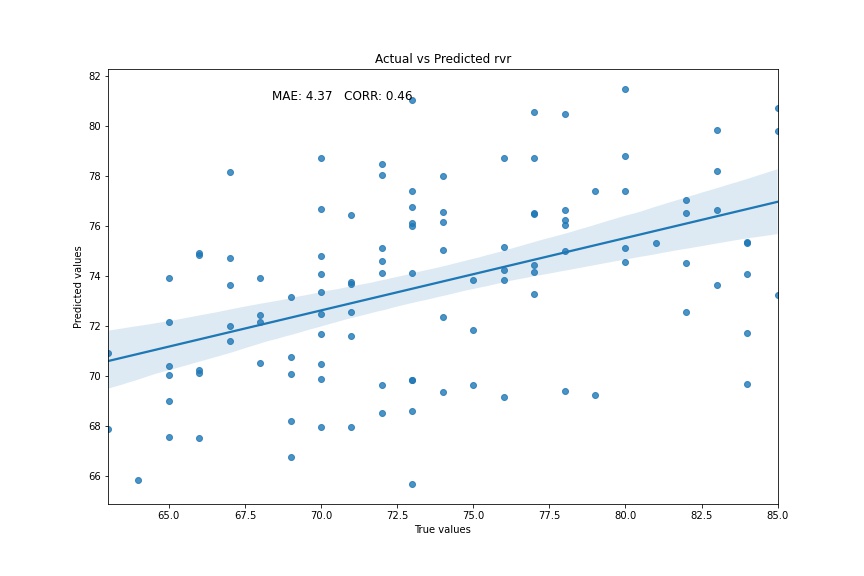 Actual vs Predicted rvr
MAE: 4.37   CORR: 0.46
82
80
78
76
74
72
70
68
66
Predicted values
65.0 67.5 70.0 72.5 75.0 77.5 80.0 82.5 85.0
True values